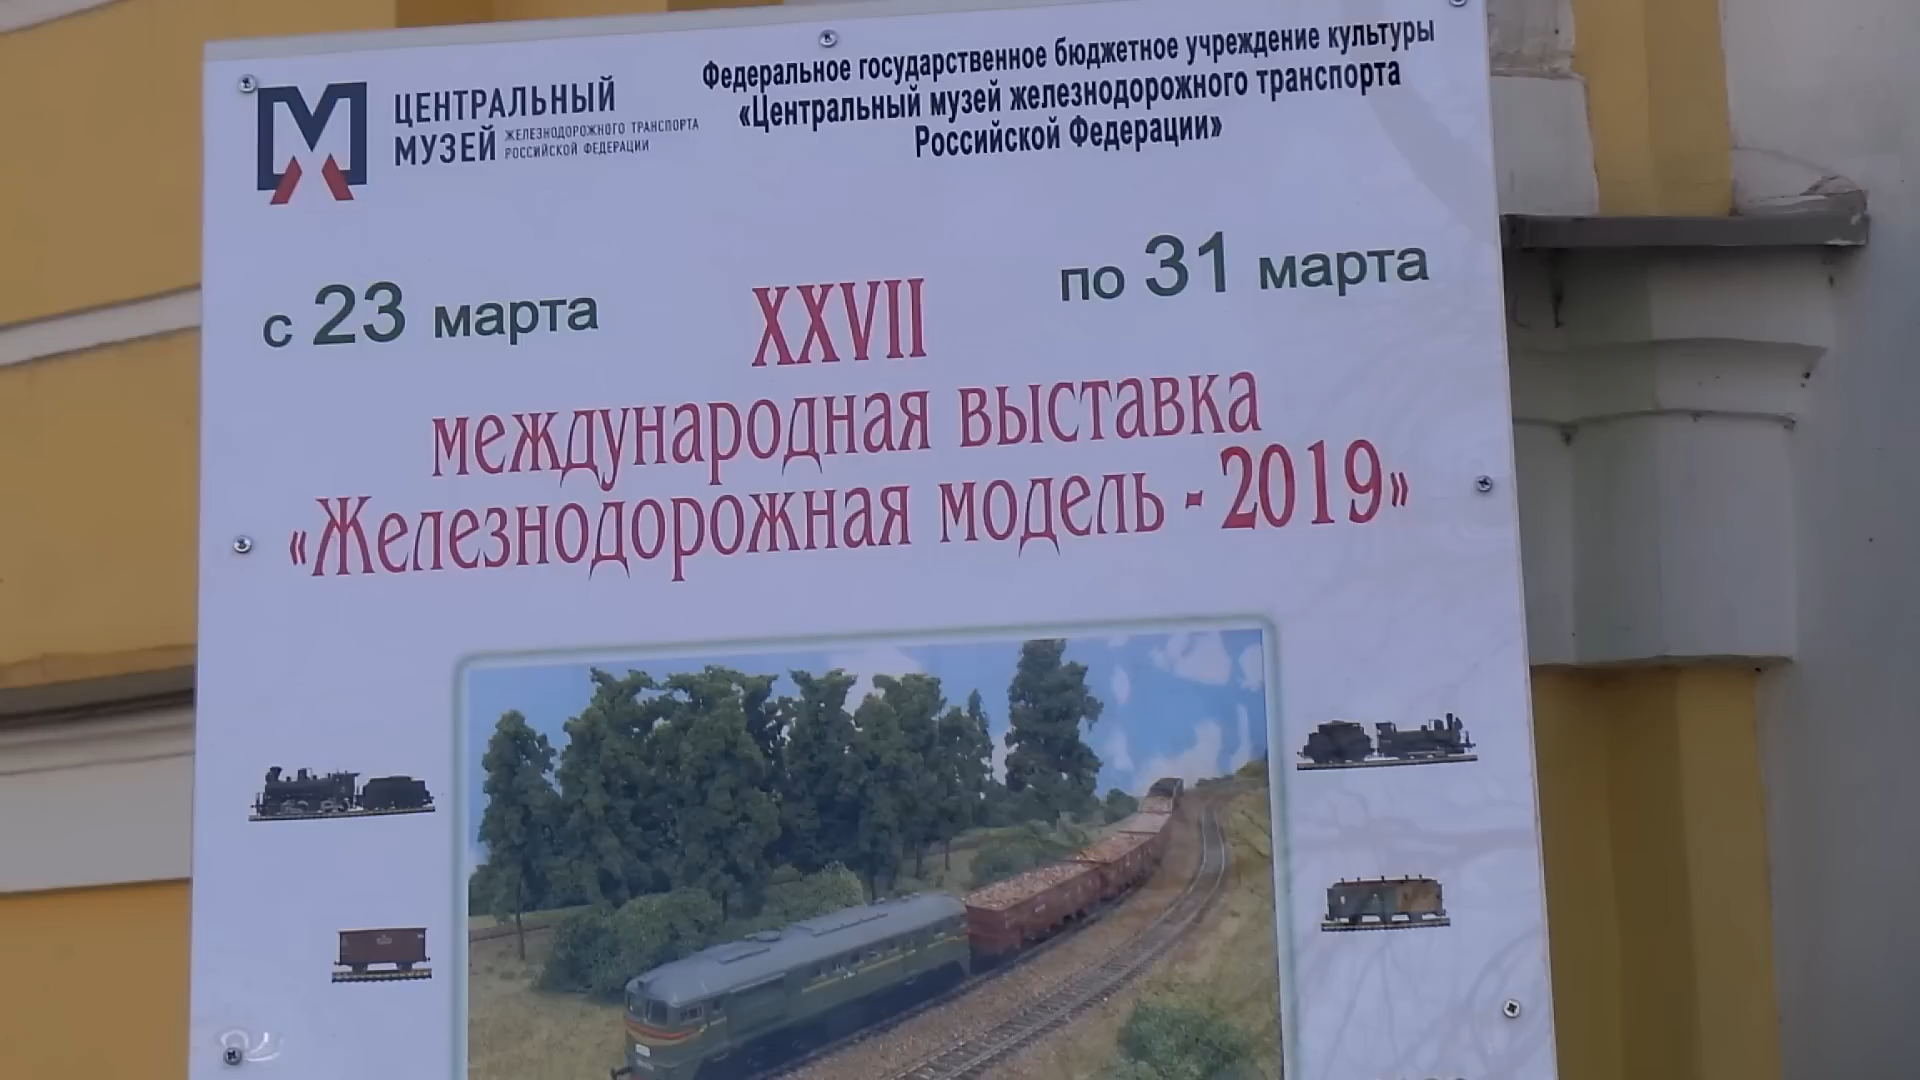 ЦЕНТРАЛЬНЫЙ
МУЗЕЙ ЖЕЛЕЗНОДОРОЖНОГО ТРАНСПОРТА
РОССИЙСКОЙ ФЕДЕРАЦИИ
Федеральное государственное бюджетное учреждение культуры
«Центральный музей железнодорожного транспорта
Российской Федерации»
с 23 марта
по 31 марта
XXVII
международная выставка
«Железнодорожная модель - 2019»